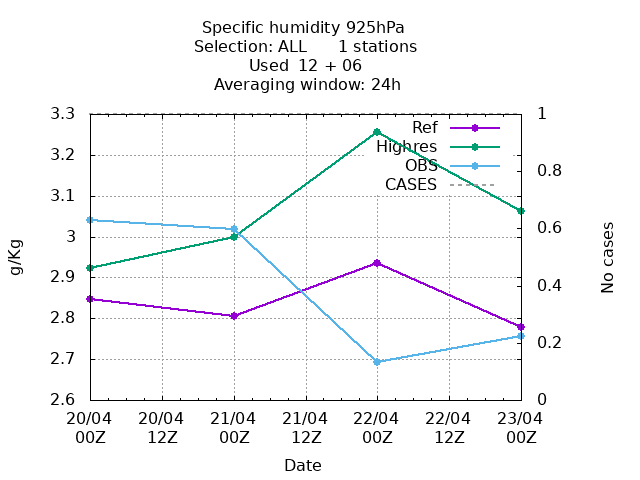 Specific humidity 925hPa
Selection: ALL      1 stations
Used  12 + 06
Averaging window: 24h
Ref
Highres
OBS
CASES
3.3
3.2
3.1
3
2.9
2.8
2.7
2.6
1
0.8
0.6
0.4
0.2
0
g/Kg
No cases
20/04 20/04 21/04 21/04 22/04 22/04 23/04
00Z 12Z 00Z 12Z 00Z 12Z 00Z
Date